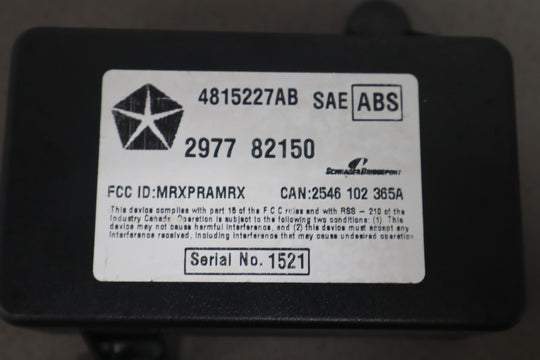 4815227AB SAE ABS
2977 82150
SCHRADER BRIDGEPORT
FCC ID:MRXPRAMRX CAN:2546 102 365A
This device complies with part 15 of the F C C rules and with RSS - 210 of the
Industry Canada. Operation is subject to the following two conditions: (1) This
device may not cause harmful interference, and (2) this device must accept any
interference received, including interference that may cause undesired operation
Serial No. 1521